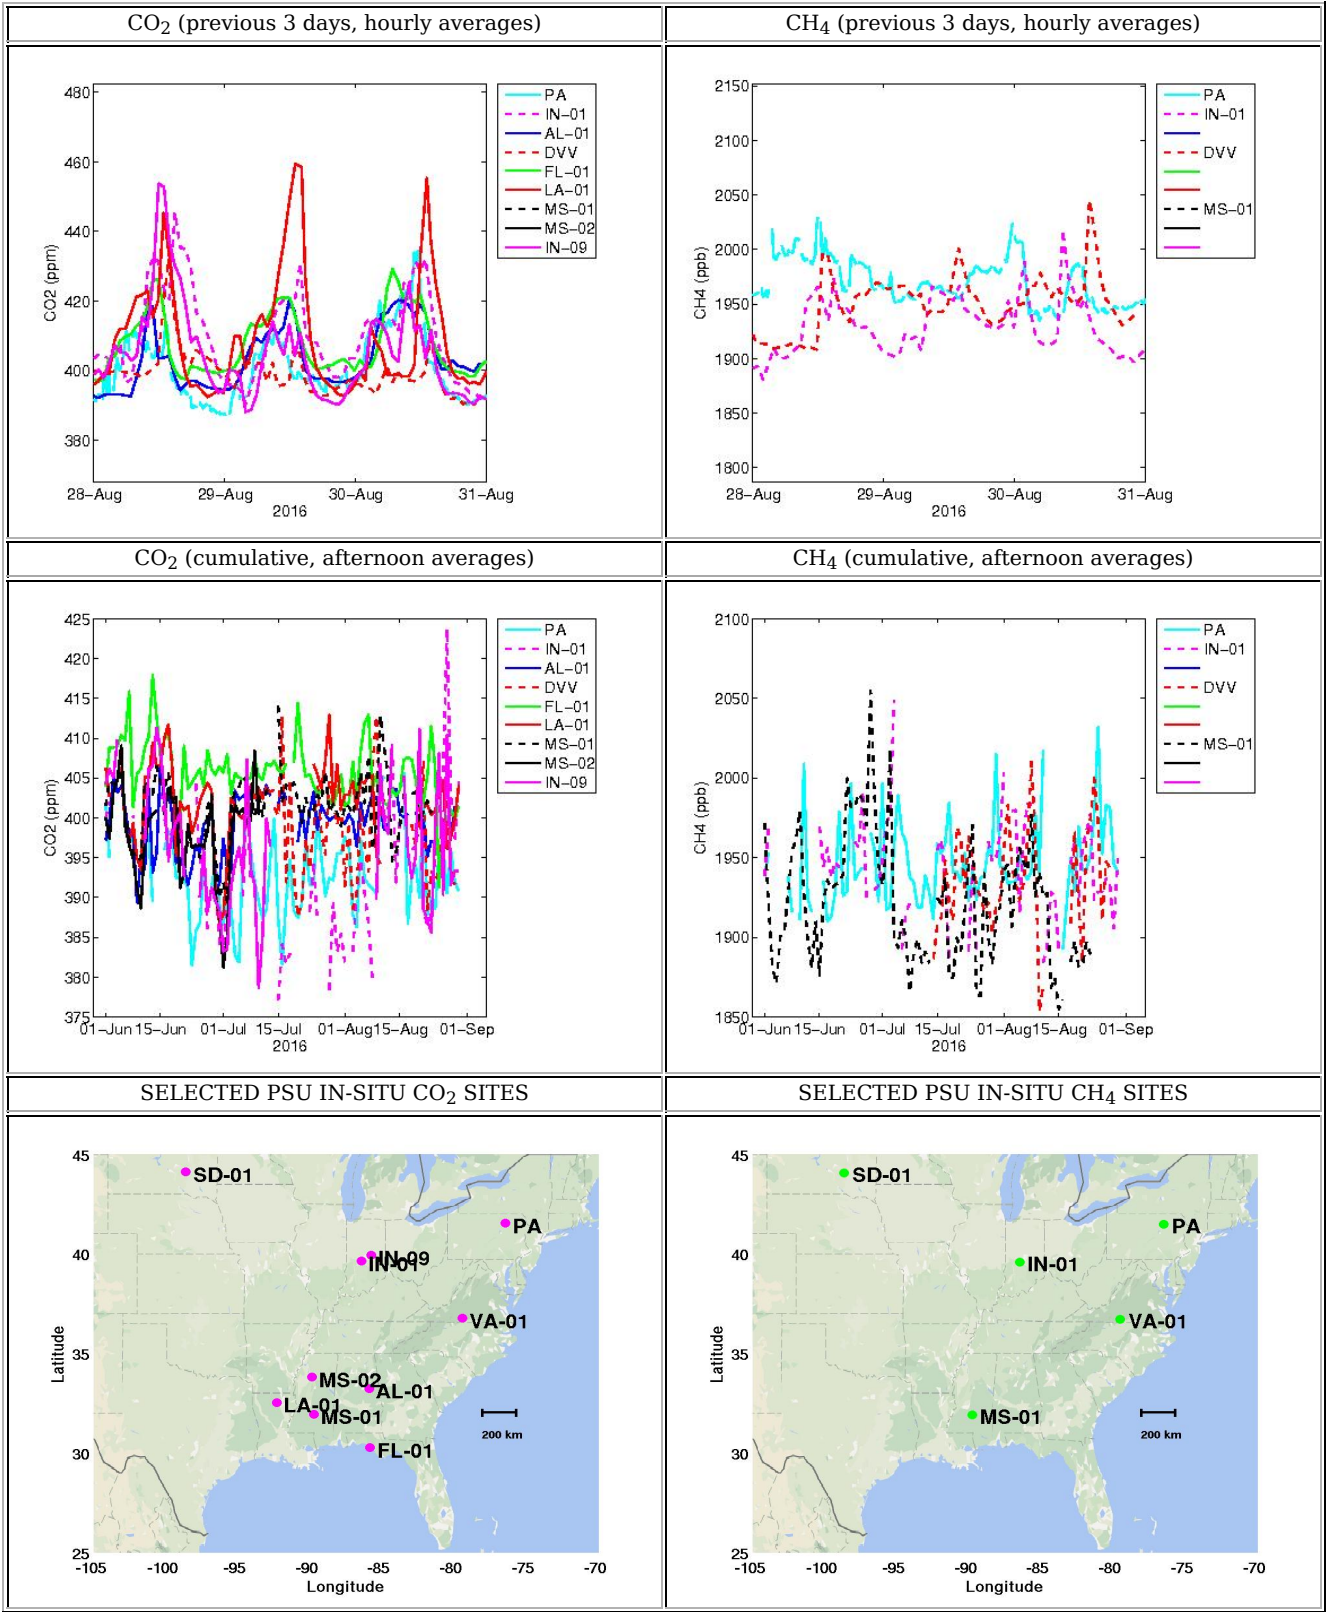 CO2 (previous 3 days, hourly averages)
CH4 (previous 3 days, hourly averages)
480
460
440
420
400
380
CO2 (ppm)
28-Aug 29-Aug 30-Aug 31-Aug
2016
PA
IN-01
AL-01
DVV
FL-01
LA-01
MS-01
MS-02
IN-09
2150
2100
2050
2000
1950
1900
1850
1800
CH4 (ppb)
28-Aug 29-Aug 30-Aug 31-Aug
2016
PA
IN-01
DVV
MS-01
CO2 (cumulative, afternoon averages)
CH4 (cumulative, afternoon averages)
425
420
415
410
405
400
395
390
385
380
375
CO2 (ppm)
01-Jun 15-Jun 01-Jul 15-Jul 01-Aug 15-Aug 01-Sep
2016
PA
IN-01
AL-01
DVV
FL-01
LA-01
MS-01
MS-02
IN-09
2100
2050
2000
1950
1900
1850
CH4 (ppb)
01-Jun 15-Jun 01-Jul 15-Jul 01-Aug 15-Aug 01-Sep
2016
PA
IN-01
DVV
MS-01
SELECTED PSU IN-SITU CO2 SITES
SELECTED PSU IN-SITU CH4 SITES
45
40
35
30
25
Latitude
SD-01
PA
IN-09
IN-01
VA-01
MS-02
AL-01
LA-01
MS-01
FL-01
200 km
-105 -100 -95 -90 -85 -80 -75 -70
Longitude
45
40
35
30
25
Latitude
SD-01
PA
IN-01
VA-01
MS-01
200 km
-105 -100 -95 -90 -85 -80 -75 -70
Longitude